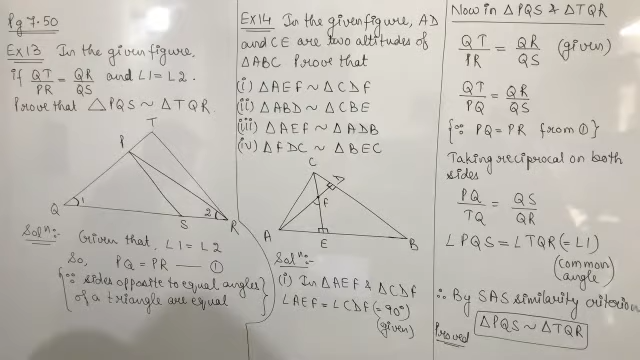 Pg 7.50
Ex13 In the given figure,
if QT/PR = QR/QS and L1 = L2.
Prove that △PQS ~ △TQR.
T
P
Q
1
S
2
R
Solⁿ:- Given that, L1 = L2
So, PQ = PR — ①
{∵ sides opposite to equal angles
of a triangle are equal}
Ex14 In the given figure, AD
and CE are two altitudes of
△ABC Prove that
(i) △AEF ~ △CDF
(ii) △ABD ~ △CBE
(iii) △AEF ~ △ADB
(iv) △FDC ~ △BEC
C
D
F
A
E
B
Solⁿ:-
(i) In △AEF & △CDF
∠AEF = ∠CDF (= 90°)
(given)
Now in △PQS & △TQR
QT/PR = QR/QS (given)
QT/PQ = QR/QS
{∵ PQ = PR from ①}
Taking reciprocal on both
sides
PQ/TQ = QS/QR
∠PQS = ∠TQR (= L1)
(common
angle)
∴ By SAS similarity criterion
△PQS ~ △TQR
Proved